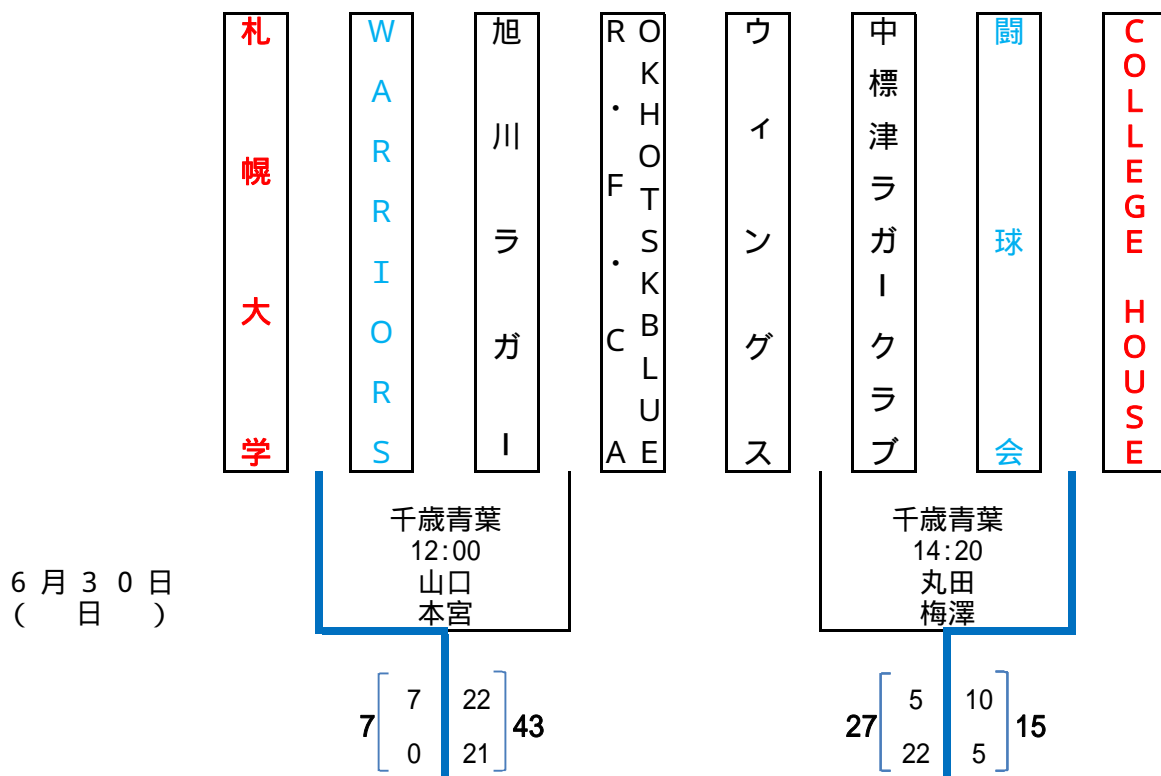 札幌大学
WARRIORS
旭川ラガー
OKHOTSKBLUE
R・F・CA
ウィングス
中標津ラガークラブ
闘球会
COLLEGE HOUSE
千歳青葉
12:00
山口
本宮
千歳青葉
14:20
丸田
梅澤
6月30日
(日)
7
7 22
0 21
43
27
5 10
22 5
15